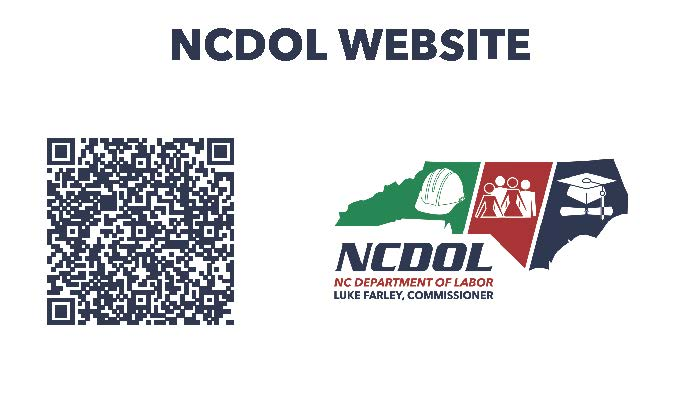 NCDOL WEBSITE
NCDOL
NC DEPARTMENT OF LABOR
LUKE FARLEY, COMMISSIONER